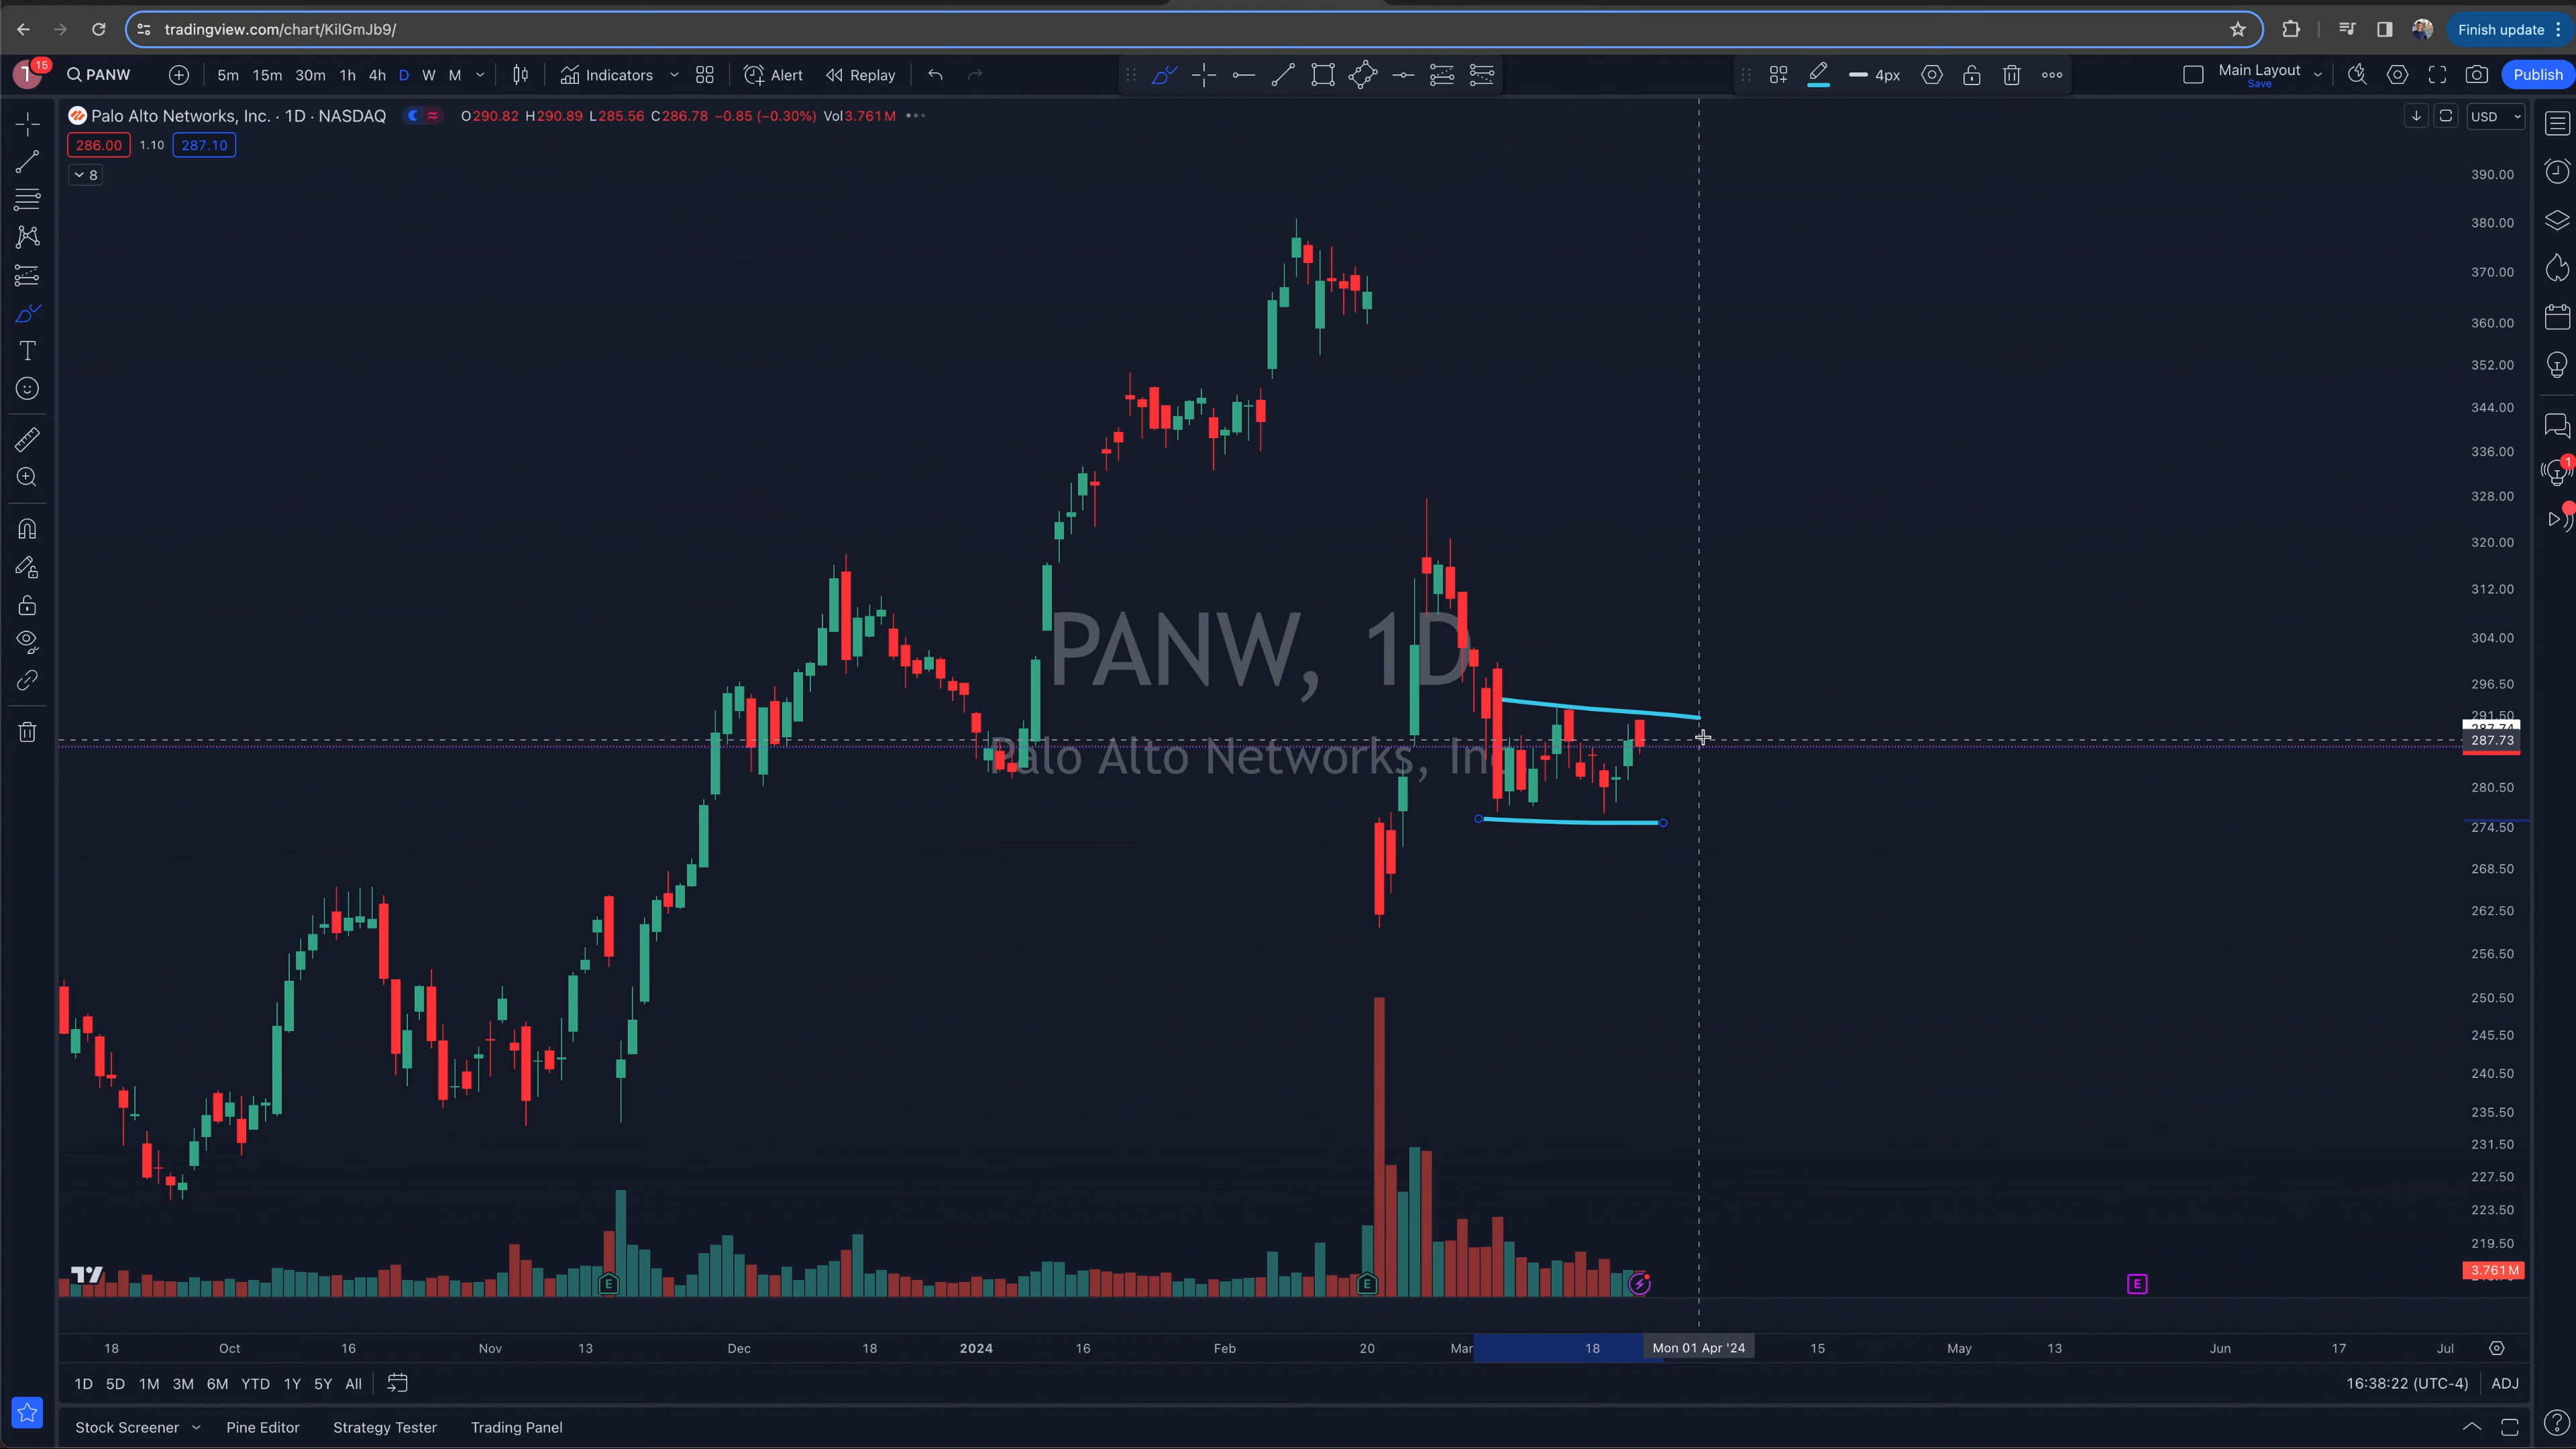 tradingview.com/chart/KilGmJb9/
Finish update
15
PANW
5m 15m 30m 1h 4h D W M
Indicators
Alert
Replay
4px
Main Layout
Save
Publish
Palo Alto Networks, Inc. · 1D · NASDAQ
O290.82 H290.89 L285.56 C286.78 −0.85 (−0.30%) Vol3.761 M
USD
286.00 1.10 287.10
8
390.00
380.00
370.00
360.00
352.00
344.00
336.00
328.00
320.00
312.00
304.00
296.50
291.50
287.73
280.50
274.50
268.50
262.50
256.50
250.50
245.50
240.50
235.50
231.50
227.50
223.50
219.50
3.761 M
PANW, 1D
Palo Alto Networks, Inc
1
E
E
E
18 Oct 16 Nov 13 Dec 18 2024 16 Feb 20 Mar 18 Mon 01 Apr '24 15 May 13 Jun 17 Jul
1D 5D 1M 3M 6M YTD 1Y 5Y All
16:38:22 (UTC-4)
ADJ
Stock Screener
Pine Editor
Strategy Tester
Trading Panel